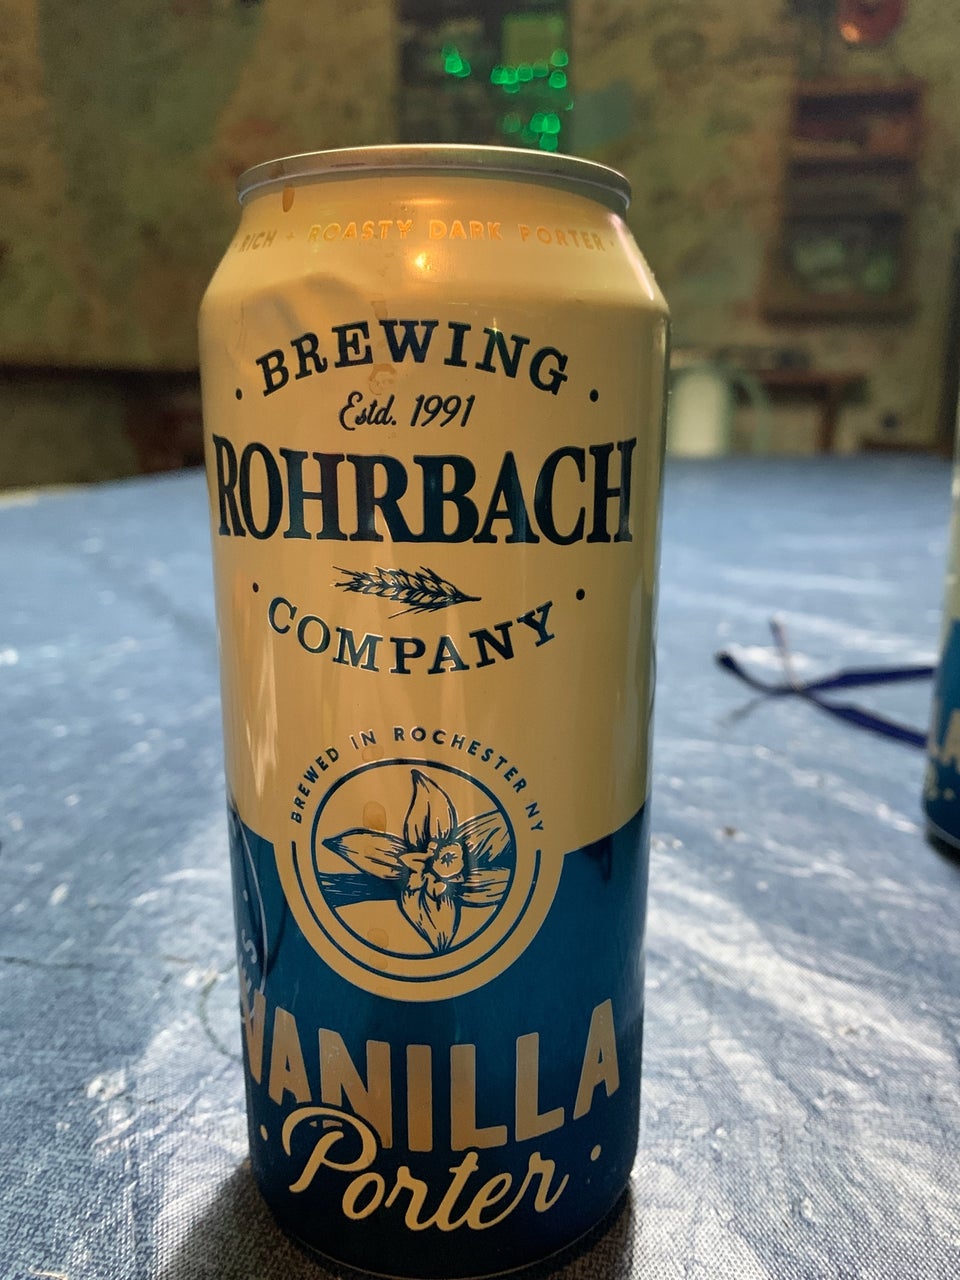 RICH + ROASTY DARK PORTER
· BREWING ·
Estd. 1991
ROHRBACH
· COMPANY ·
BREWED IN ROCHESTER NY
VANILLA
· Porter ·